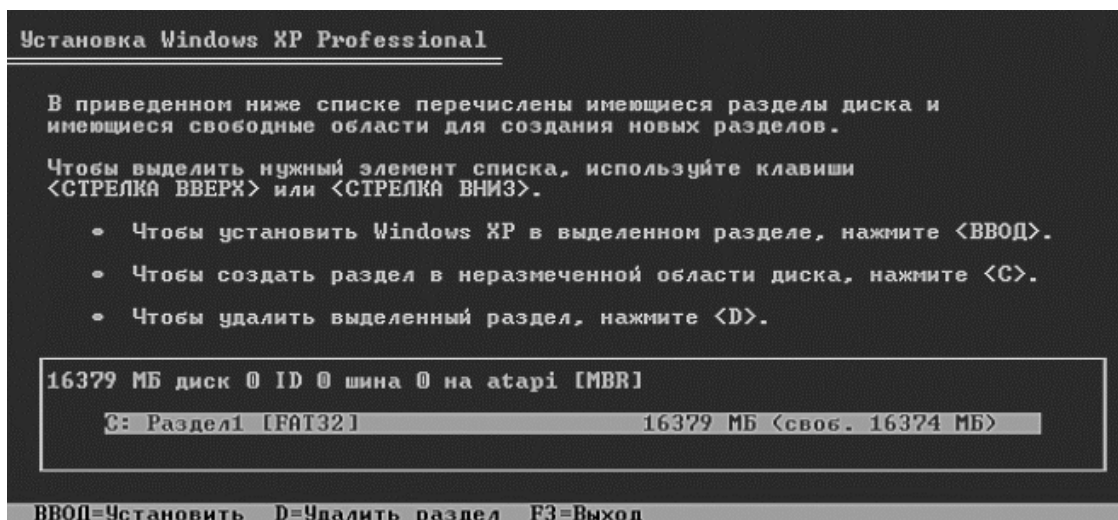 Установка Windows XP Professional
В приведенном ниже списке перечислены имеющиеся разделы диска и
имеющиеся свободные области для создания новых разделов.
Чтобы выделить нужный элемент списка, используйте клавиши
<СТРЕЛКА ВВЕРХ> или <СТРЕЛКА ВНИЗ>.
• Чтобы установить Windows XP в выделенном разделе, нажмите <ВВОД>.
• Чтобы создать раздел в неразмеченной области диска, нажмите <C>.
• Чтобы удалить выделенный раздел, нажмите <D>.
16379 МБ диск 0 ID 0 шина 0 на atapi [MBR]
C: Раздел1 [FAT32] 16379 МБ (своб. 16374 МБ)
ВВОД=Установить D=Удалить раздел F3=Выход